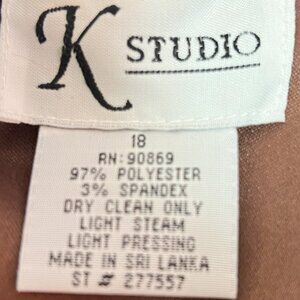 K STUDIO
18
RN: 90869
97% POLYESTER
3% SPANDEX
DRY CLEAN ONLY
LIGHT STEAM
LIGHT PRESSING
MADE IN SRI LANKA
ST # 277557